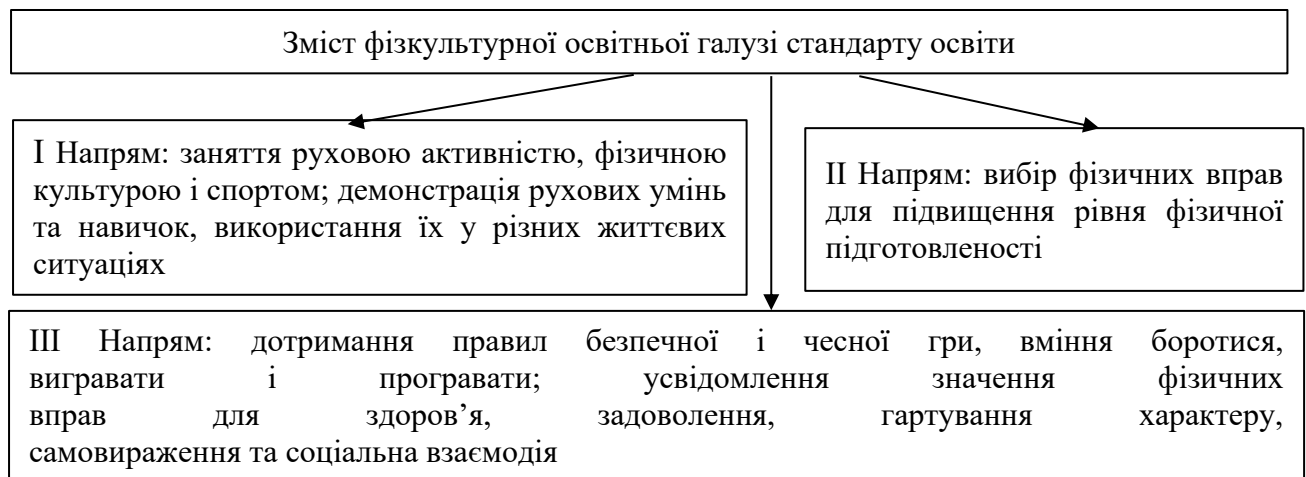 Зміст фізкультурної освітньої галузі стандарту освіти
І Напрям: заняття руховою активністю, фізичною
культурою і спортом; демонстрація рухових умінь
та навичок, використання їх у різних життєвих
ситуаціях
ІІ Напрям: вибір фізичних вправ
для підвищення рівня фізичної
підготовленості
ІІІ Напрям: дотримання правил безпечної і чесної гри, вміння боротися,
вигравати і програвати; усвідомлення значення фізичних
вправ для здоров’я, задоволення, гартування характеру,
самовираження та соціальна взаємодія